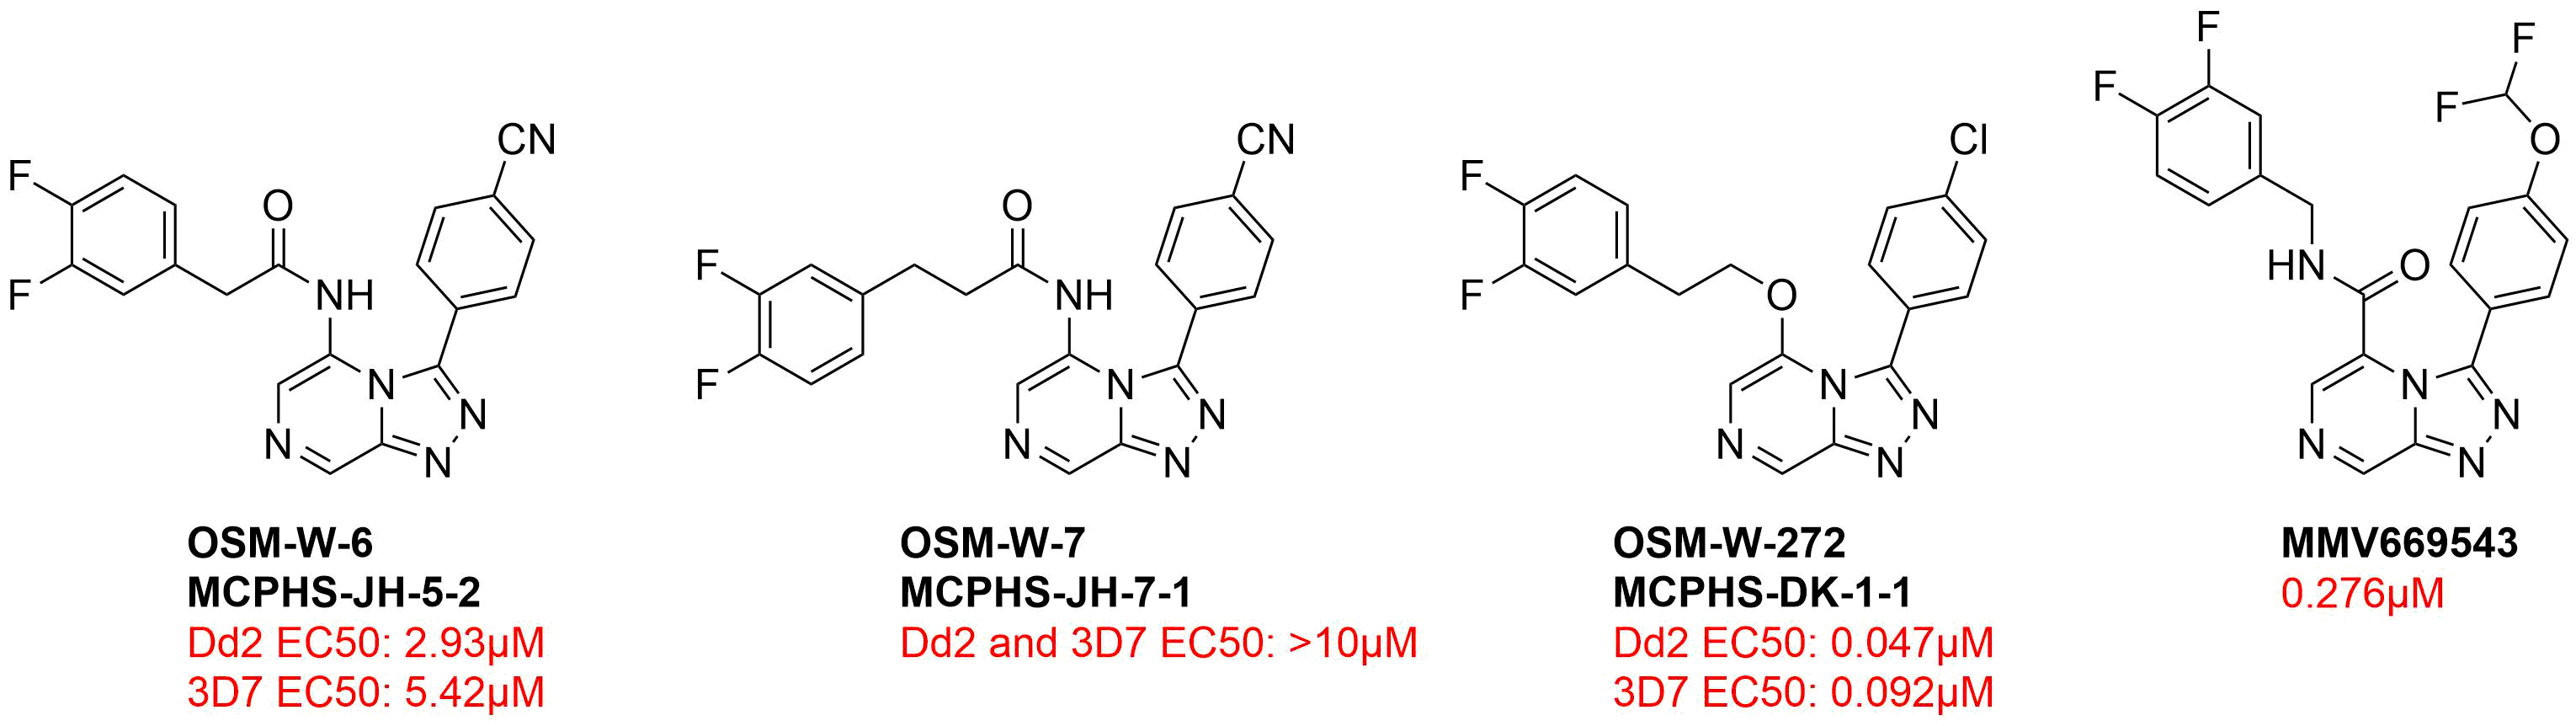 F
F
O
NH
CN
N
N
N
N
OSM-W-6
MCPHS-JH-5-2
Dd2 EC50: 2.93µM
3D7 EC50: 5.42µM
F
F
O
NH
CN
N
N
N
N
OSM-W-7
MCPHS-JH-7-1
Dd2 and 3D7 EC50: >10µM
F
F
O
Cl
N
N
N
N
OSM-W-272
MCPHS-DK-1-1
Dd2 EC50: 0.047µM
3D7 EC50: 0.092µM
F
F
F
F
O
HN
O
N
N
N
N
MMV669543
0.276µM